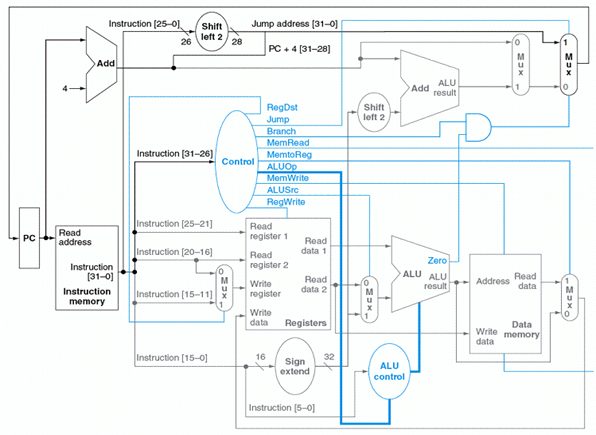 Instruction [25–0]
26
Shift
left 2
28
Jump address [31–0]
PC + 4 [31–28]
Add
4
0
M
u
x
1
1
M
u
x
0
Add
ALU
result
Shift
left 2
RegDst
Jump
Branch
MemRead
MemtoReg
ALUOp
MemWrite
ALUSrc
RegWrite
Instruction [31–26]
Control
PC
Read
address
Instruction
[31–0]
Instruction
memory
Instruction [25–21]
Instruction [20–16]
Instruction [15–11]
0
M
u
x
1
Read
register 1
Read
register 2
Write
register
Write
data
Read
data 1
Read
data 2
Registers
0
M
u
x
1
Zero
ALU
ALU
result
Address
Read
data
Write
data
Data
memory
1
M
u
x
0
Instruction [15–0]
16
Sign
extend
32
ALU
control
Instruction [5–0]